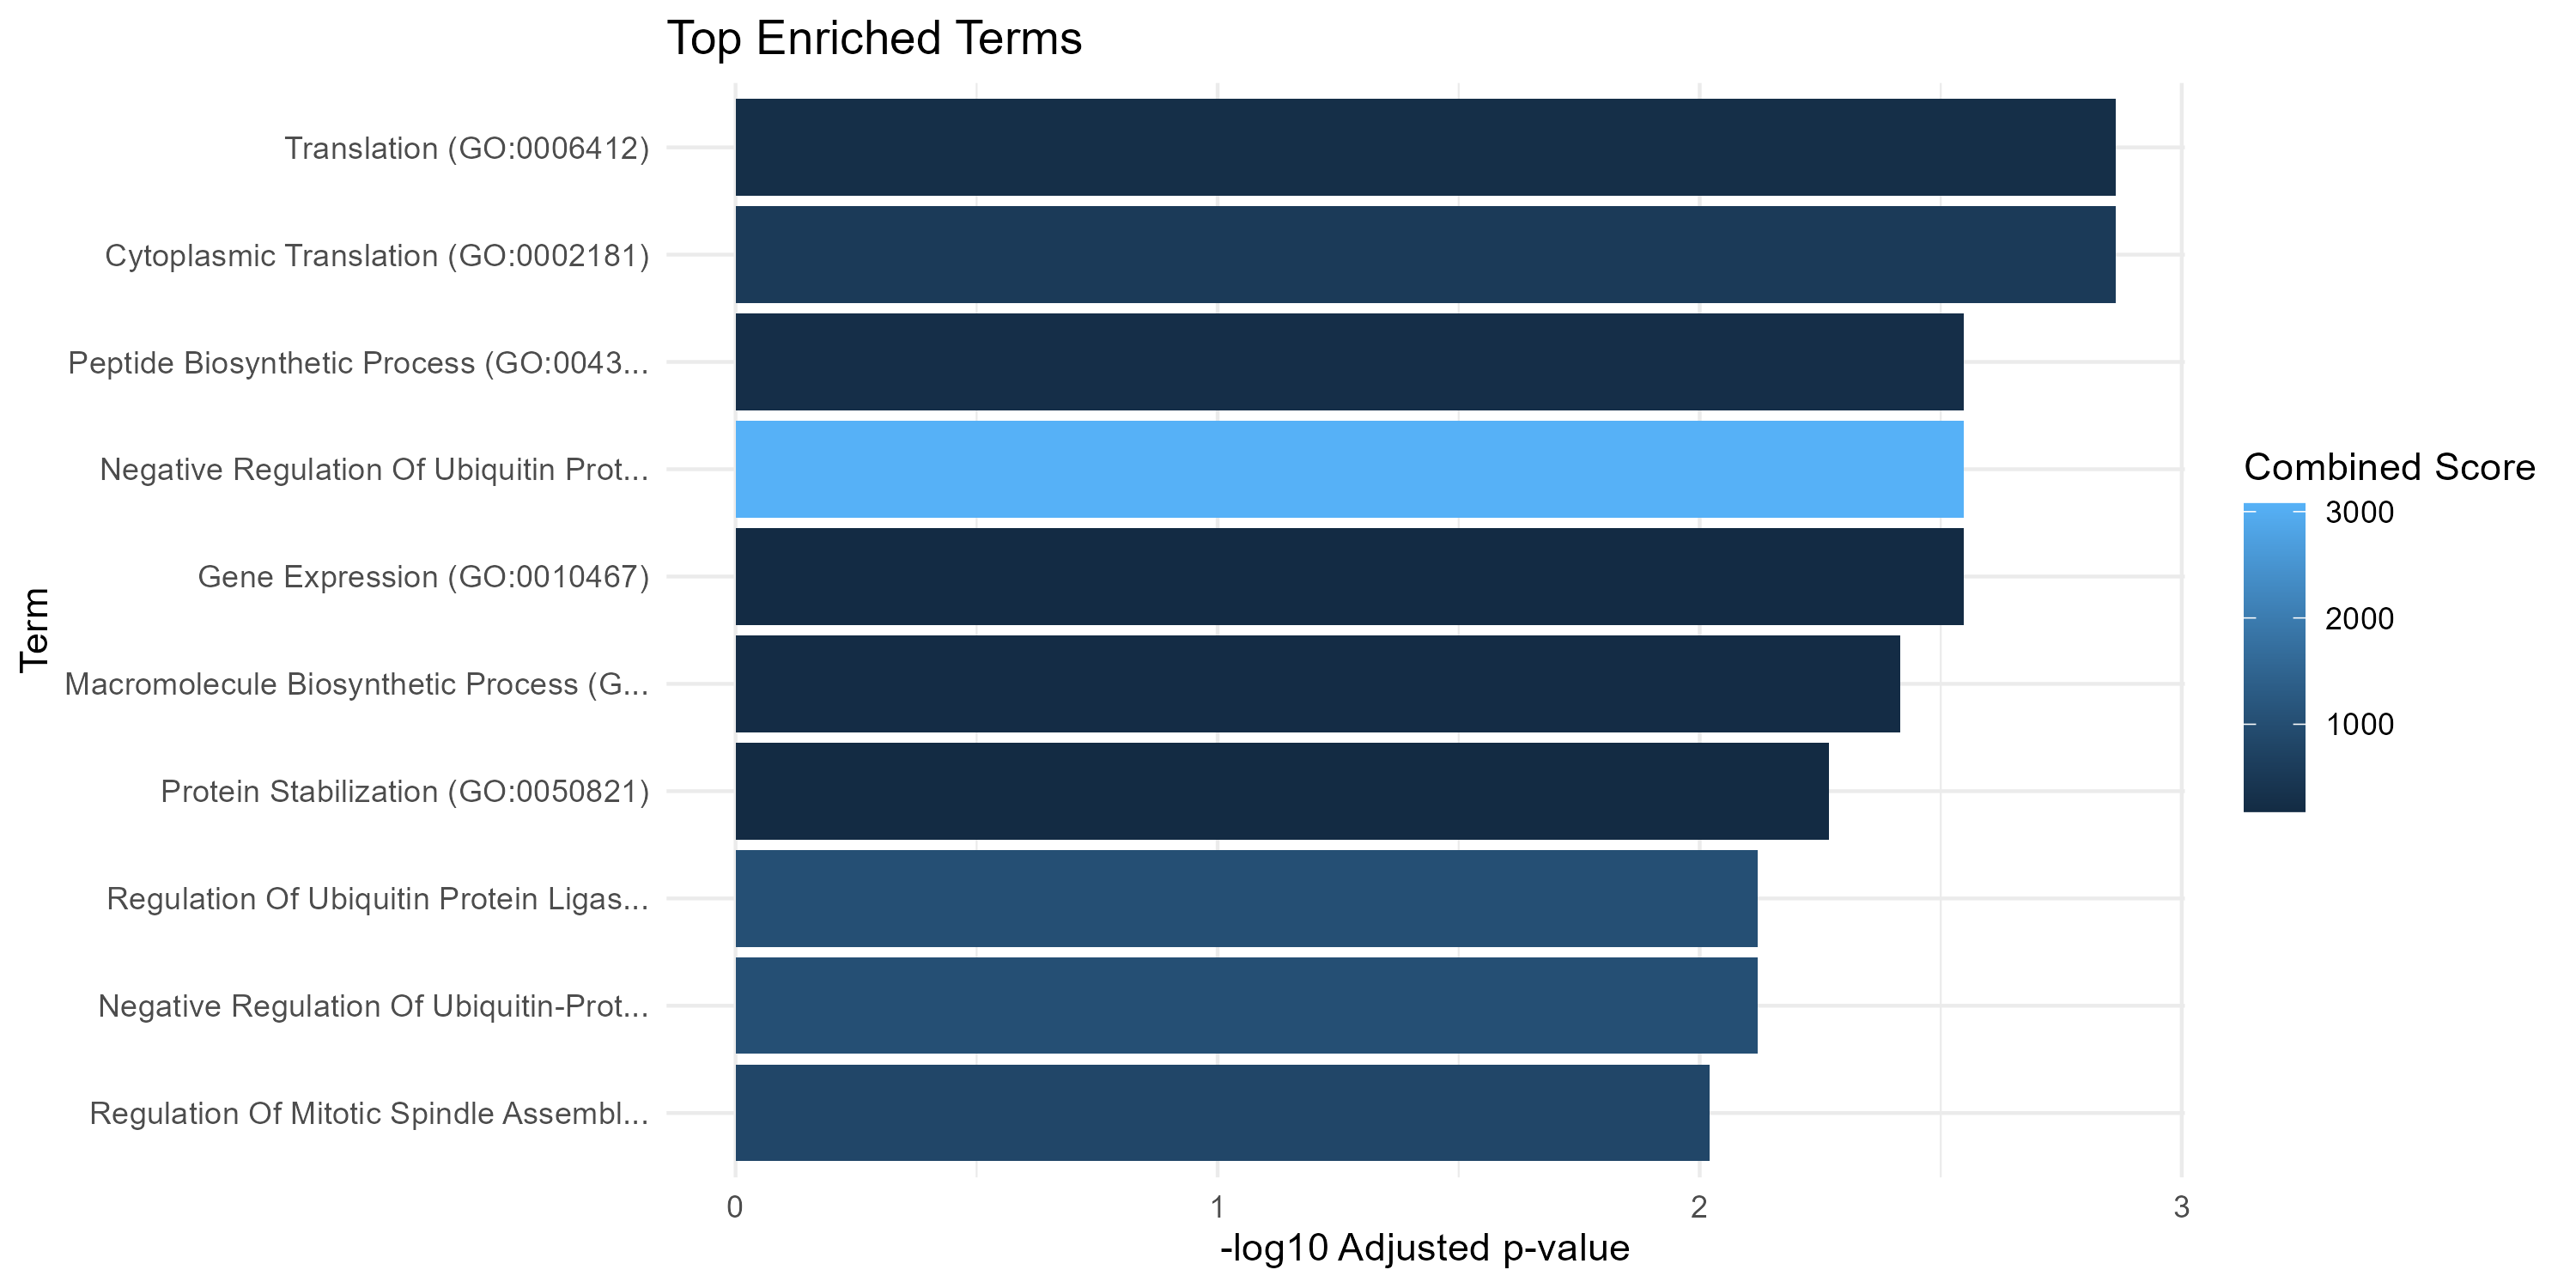 Top Enriched Terms
Term
Translation (GO:0006412)
Cytoplasmic Translation (GO:0002181)
Peptide Biosynthetic Process (GO:0043...
Negative Regulation Of Ubiquitin Prot...
Gene Expression (GO:0010467)
Macromolecule Biosynthetic Process (G...
Protein Stabilization (GO:0050821)
Regulation Of Ubiquitin Protein Ligas...
Negative Regulation Of Ubiquitin-Prot...
Regulation Of Mitotic Spindle Assembl...
0 1 2 3
-log10 Adjusted p-value
Combined Score
3000
2000
1000